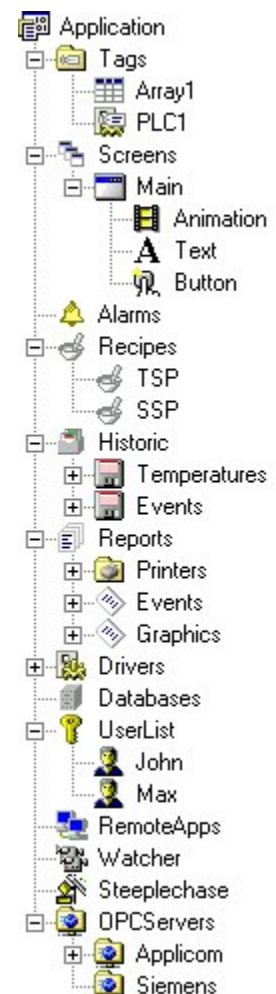 Application
Tags
Array1
PLC1
Screens
Main
Animation
Text
Button
Alarms
Recipes
TSP
SSP
Historic
Temperatures
Events
Reports
Printers
Events
Graphics
Drivers
Databases
UserList
John
Max
RemoteApps
Watcher
Steeplechase
OPCServers
Applicom
Siemens